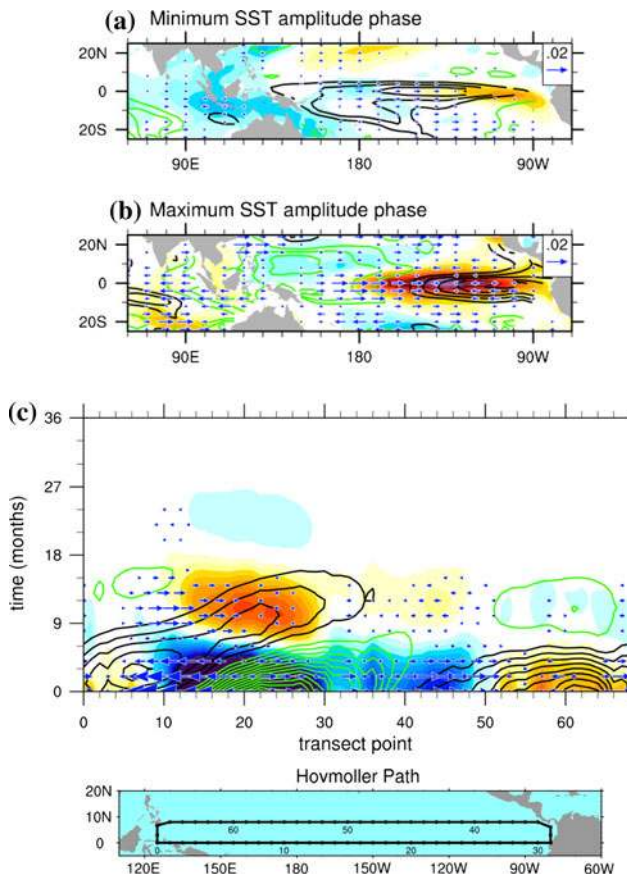 (a) Minimum SST amplitude phase
20N
0
20S
.02
90E 180 90W
(b) Maximum SST amplitude phase
20N
0
20S
.02
90E 180 90W
(c)
36
27
18
9
0
time (months)
0 10 20 30 40 50 60
transect point
Hovmoller Path
20N
10N
0
60 50 40
0 10 20 30
120E 150E 180 150W 120W 90W 60W